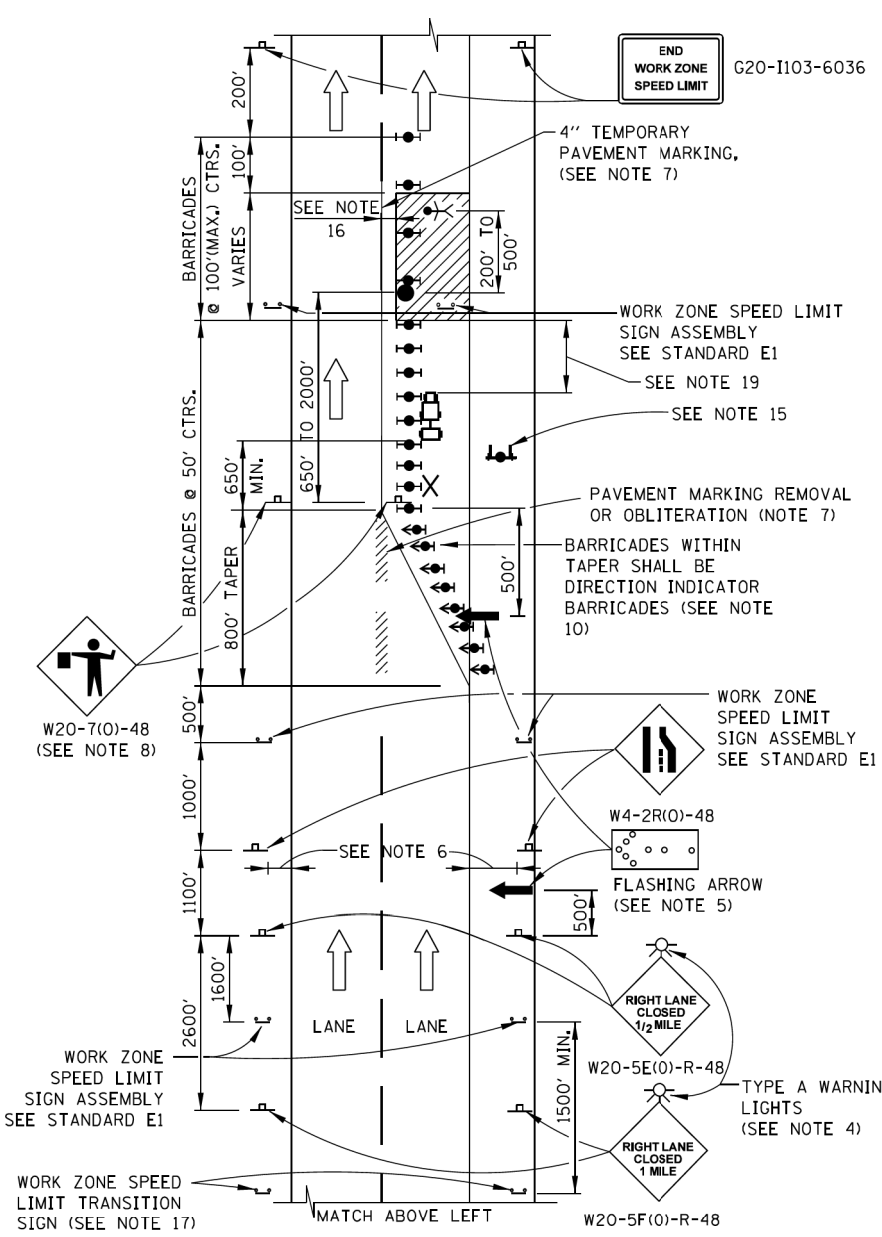 END
WORK ZONE
SPEED LIMIT
G20-I103-6036
200'
4'' TEMPORARY
PAVEMENT MARKING,
(SEE NOTE 7)
100'
BARRICADES
@ 100'(MAX.) CTRS.
VARIES
SEE NOTE
16
200' TO
500'
WORK ZONE SPEED LIMIT
SIGN ASSEMBLY
SEE STANDARD E1
SEE NOTE 19
SEE NOTE 15
BARRICADES @ 50' CTRS.
650' TO 2000'
650'
MIN.
PAVEMENT MARKING REMOVAL
OR OBLITERATION (NOTE 7)
BARRICADES WITHIN
TAPER SHALL BE
DIRECTION INDICATOR
BARRICADES (SEE NOTE
10)
500'
800' TAPER
W20-7(O)-48
(SEE NOTE 8)
500'
WORK ZONE
SPEED LIMIT
SIGN ASSEMBLY
SEE STANDARD E1
1000'
W4-2R(O)-48
SEE NOTE 6
FLASHING ARROW
(SEE NOTE 5)
1100'
500'
1600'
2600'
RIGHT LANE
CLOSED
1/2 MILE
W20-5E(O)-R-48
LANE
LANE
WORK ZONE
SPEED LIMIT
SIGN ASSEMBLY
SEE STANDARD E1
1500' MIN.
TYPE A WARNIN
LIGHTS
(SEE NOTE 4)
RIGHT LANE
CLOSED
1 MILE
W20-5F(O)-R-48
WORK ZONE SPEED
LIMIT TRANSITION
SIGN (SEE NOTE 17)
MATCH ABOVE LEFT